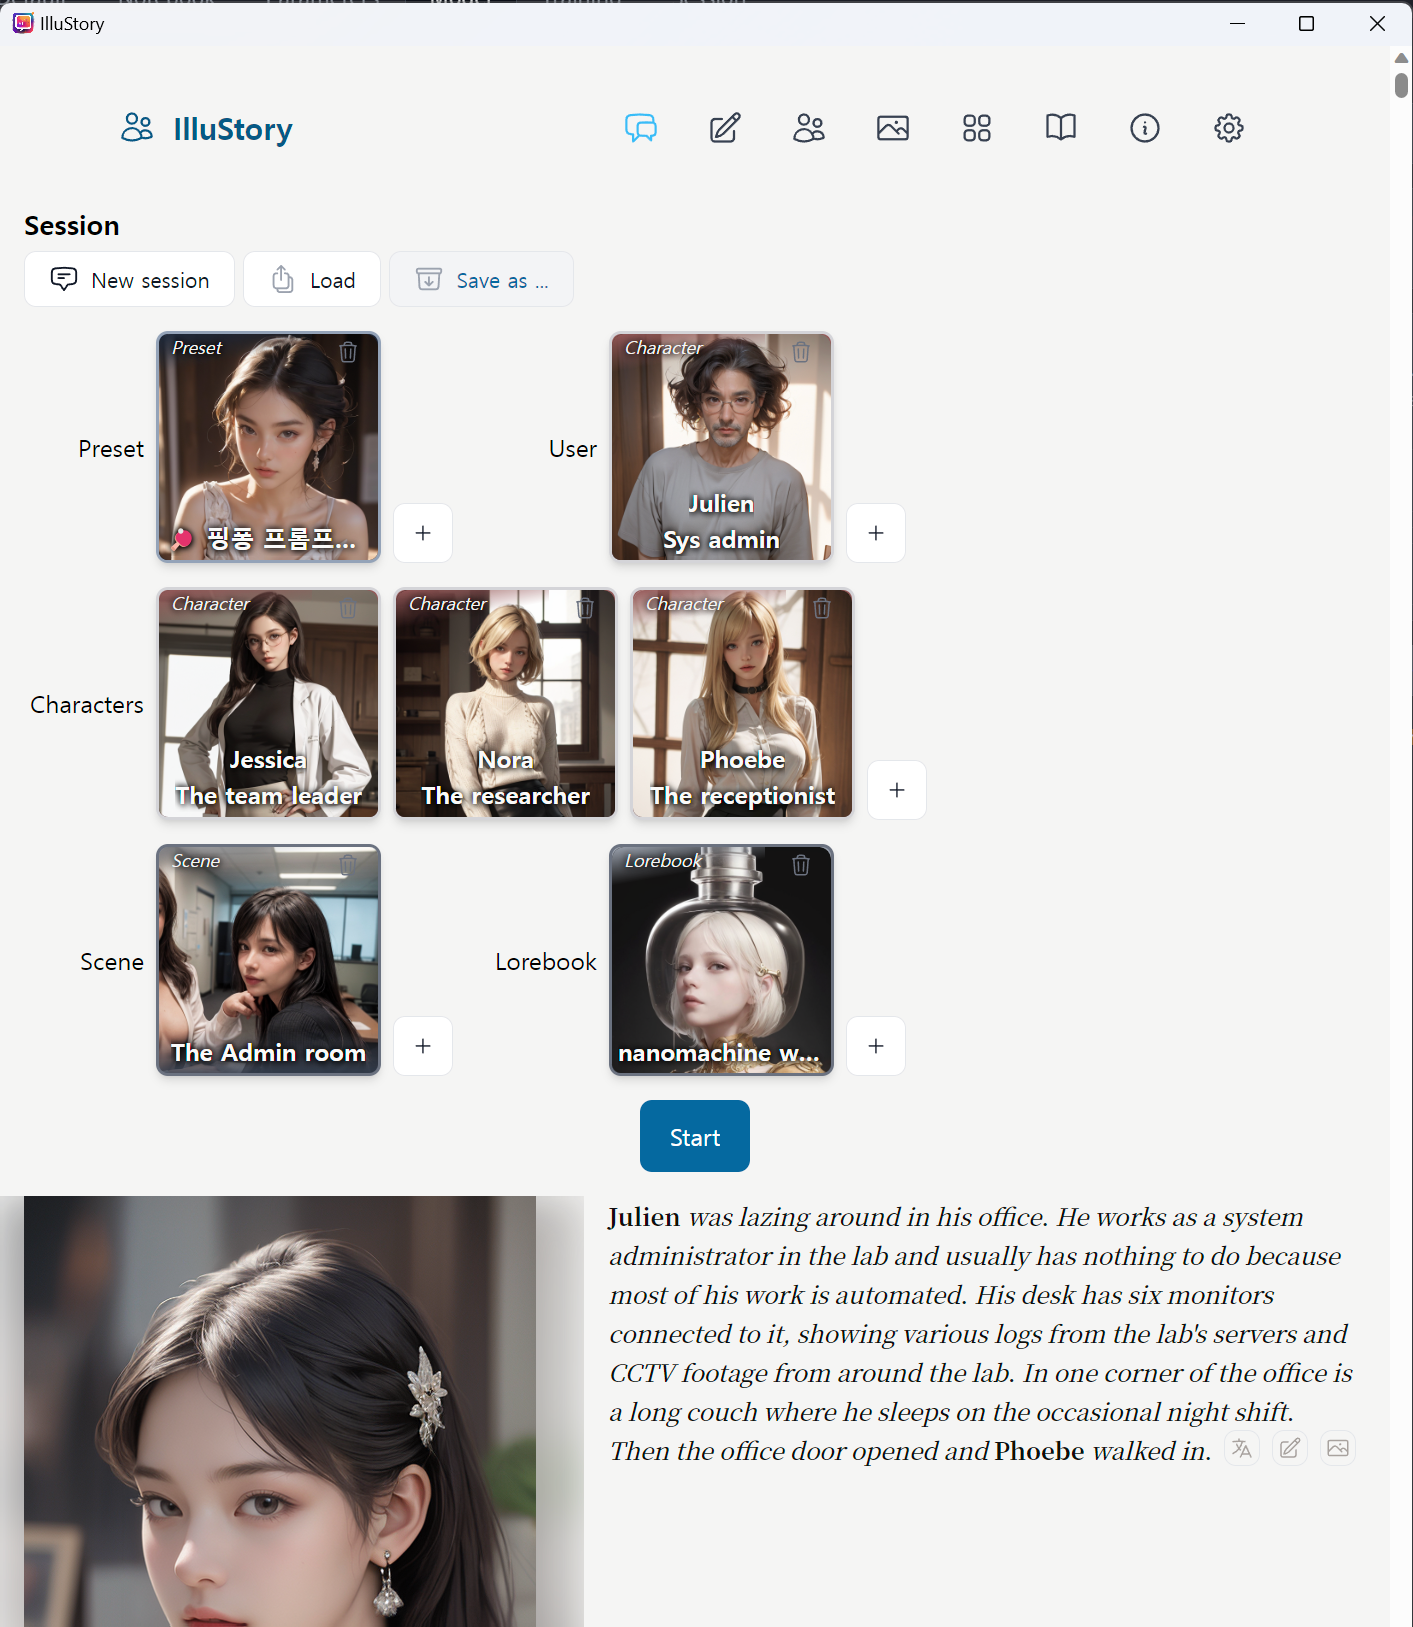 IlluStory
IlluStory
Session
New session
Load
Save as ...
Preset
Preset
핑퐁 프롬프...
User
Character
Julien
Sys admin
Characters
Character
Jessica
The team leader
Character
Nora
The researcher
Character
Phoebe
The receptionist
Scene
Scene
The Admin room
Lorebook
Lorebook
nanomachine w...
Start
Julien was lazing around in his office. He works as a system
administrator in the lab and usually has nothing to do because
most of his work is automated. His desk has six monitors
connected to it, showing various logs from the lab's servers and
CCTV footage from around the lab. In one corner of the office is
a long couch where he sleeps on the occasional night shift.
Then the office door opened and Phoebe walked in.